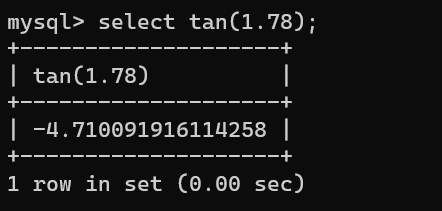 mysql> select tan(1.78);
+--------------------+
| tan(1.78)          |
+--------------------+
| -4.710091916114258 |
+--------------------+
1 row in set (0.00 sec)